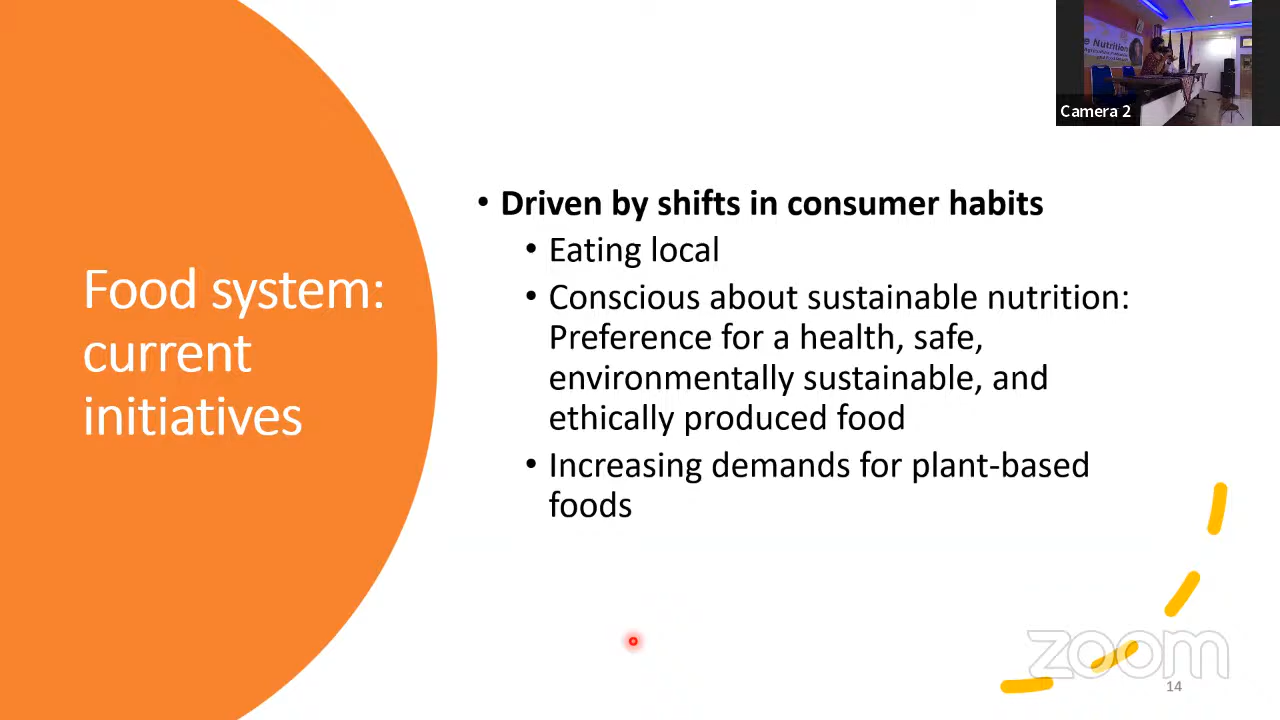 e Nutrition
Camera 2
Food system:
current
initiatives
• Driven by shifts in consumer habits
• Eating local
• Conscious about sustainable nutrition:
Preference for a health, safe,
environmentally sustainable, and
ethically produced food
• Increasing demands for plant-based
foods
zoom
14